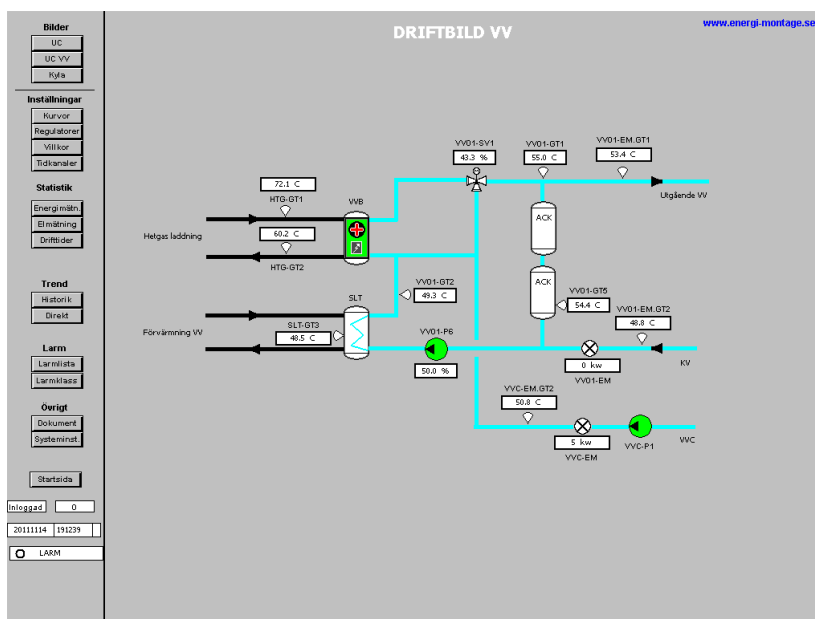 Bilder
UC
UC VV
Kyla
Inställningar
Kurvor
Regulatorer
Villkor
Tidkanaler
Statistik
Energimätn.
Elmätning
Drifttider
Trend
Historik
Direkt
Larm
Larmlista
Larmklass
Övrigt
Dokument
Systeminst.
Startsida
Inloggad 0
20111114 191239
LARM
DRIFTBILD VV
www.energi-montage.se
VV01-SV1
43.3 %
VV01-GT1
55.0 C
VV01-EM.GT1
53.4 C
Utgående VV
72.1 C
HTG-GT1
VVB
Hetgas laddning
60.2 C
HTG-GT2
ACK
ACK
VV01-GT2
49.3 C
VV01-GT5
54.4 C
SLT
SLT-GT3
48.5 C
Förvärmning VV
VV01-P6
50.0 %
VV01-EM.GT2
48.8 C
0 kw
VV01-EM
KV
VVC-EM.GT2
50.8 C
5 kw
VVC-EM
VVC-P1
VVC